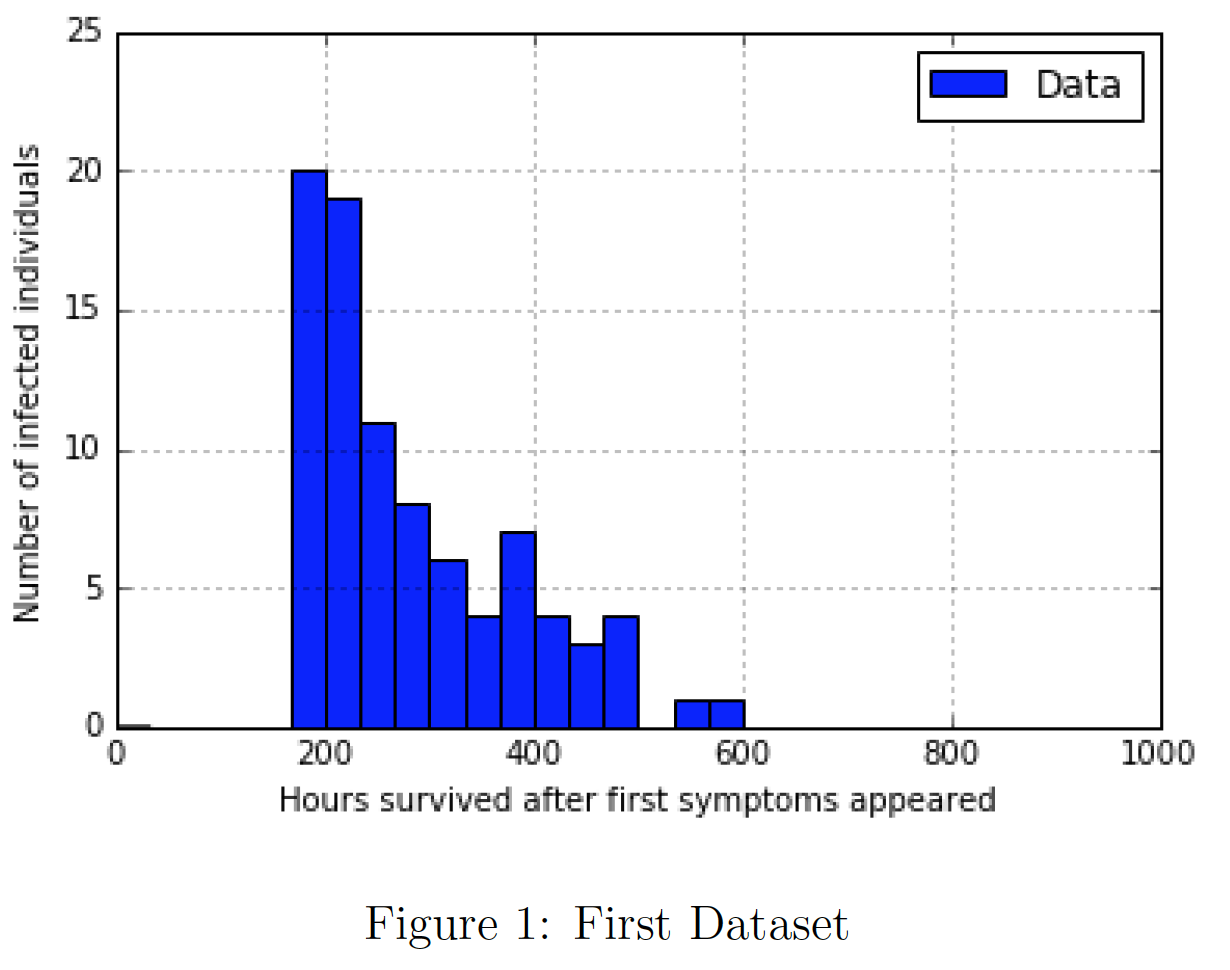 25
20
15
10
5
0
Number of infected individuals
Data
0 200 400 600 800 1000
Hours survived after first symptoms appeared
Figure 1: First Dataset